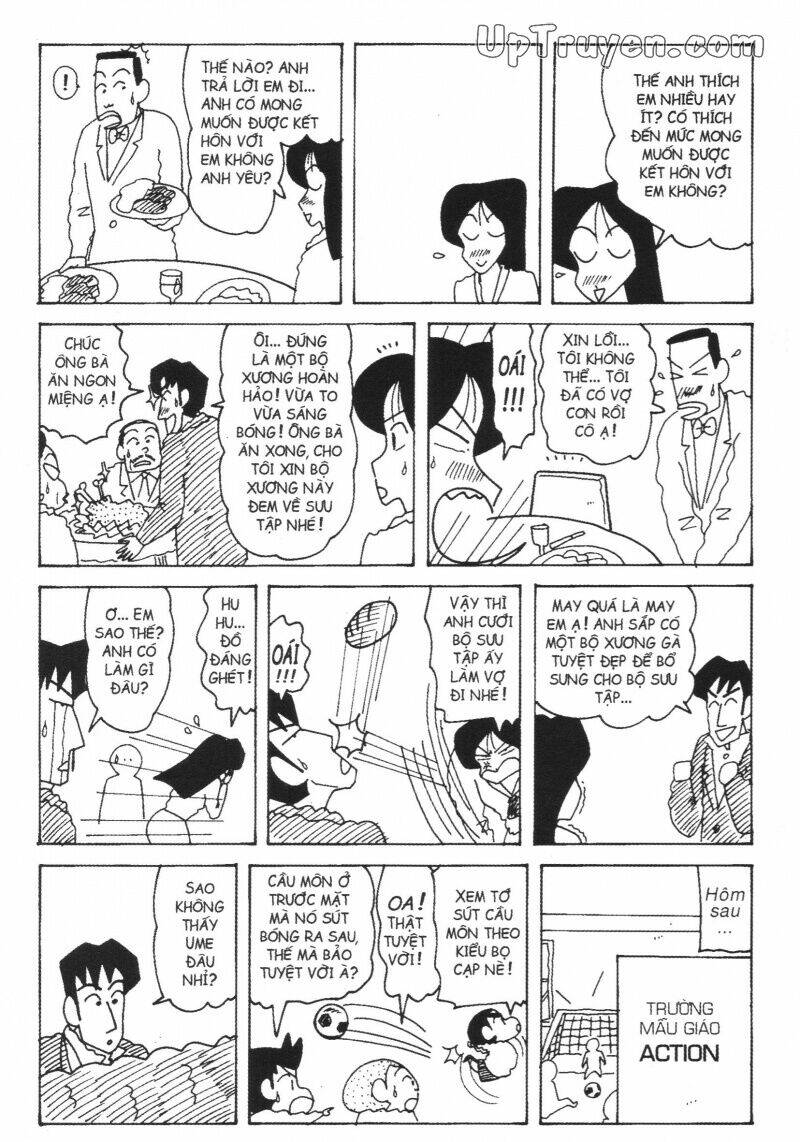 UpTruyen.com
THẾ ANH THÍCH
EM NHIỀU HAY
ÍT? CÓ THÍCH
ĐẾN MỨC MONG
MUỐN ĐƯỢC
KẾT HÔN VỚI
EM KHÔNG?
THẾ NÀO? ANH
TRẢ LỜI EM ĐI...
ANH CÓ MONG
MUỐN ĐƯỢC KẾT
HÔN VỚI
EM KHÔNG
ANH YÊU?
!
XIN LỖI...
TÔI KHÔNG
THỂ... TÔI
ĐÃ CÓ VỢ
CON RỒI
CÔ Ạ!
OÁI
!!!
ÔI... ĐÚNG
LÀ MỘT BỘ
XƯƠNG HOÀN
HẢO! VỪA TO
VỪA SÁNG
BÓNG! ÔNG BÀ
ĂN XONG, CHO
TÔI XIN BỘ
XƯƠNG NÀY
ĐEM VỀ SƯU
TẬP NHÉ!
CHÚC
ÔNG BÀ
ĂN NGON
MIỆNG Ạ!
MAY QUÁ LÀ MAY
EM Ạ! ANH SẮP CÓ
MỘT BỘ XƯƠNG GÀ
TUYỆT ĐẸP ĐỂ BỔ
SUNG CHO BỘ SƯU
TẬP...
VẬY THÌ
ANH CƯỚI
BỘ SƯU
TẬP ẤY
LÀM VỢ
ĐI NHÉ!
OÁI
!!!
HU
HU...
ĐỒ
ĐÁNG
GHÉT!
Ơ... EM
SAO THẾ?
ANH CÓ
LÀM GÌ
ĐÂU?
Hôm
sau
...
TRƯỜNG
MẪU GIÁO
ACTION
XEM TỚ
SÚT CẦU
MÔN THEO
KIỂU BỌ
CẠP NÈ!
OA!
THẬT
TUYỆT
VỜI!
CẦU MÔN Ở
TRƯỚC MẶT
MÀ NÓ SÚT
BÓNG RA SAU,
THẾ MÀ BẢO
TUYỆT VỜI À?
SAO
KHÔNG
THẤY
UME
ĐÂU
NHỈ?